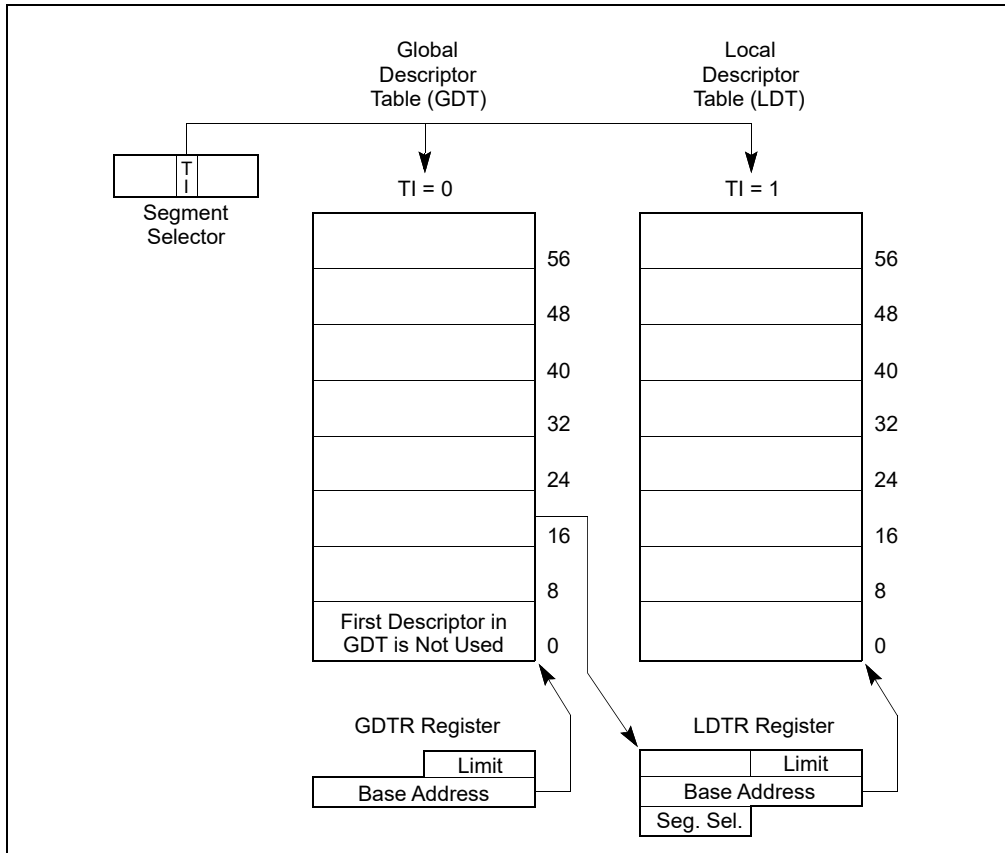 Global
Descriptor
Table (GDT)
Local
Descriptor
Table (LDT)
T
I
Segment
Selector
TI = 0
TI = 1
56
56
48
48
40
40
32
32
24
24
16
16
8
8
First Descriptor in
GDT is Not Used
0
0
GDTR Register
LDTR Register
Limit
Base Address
Limit
Base Address
Seg. Sel.